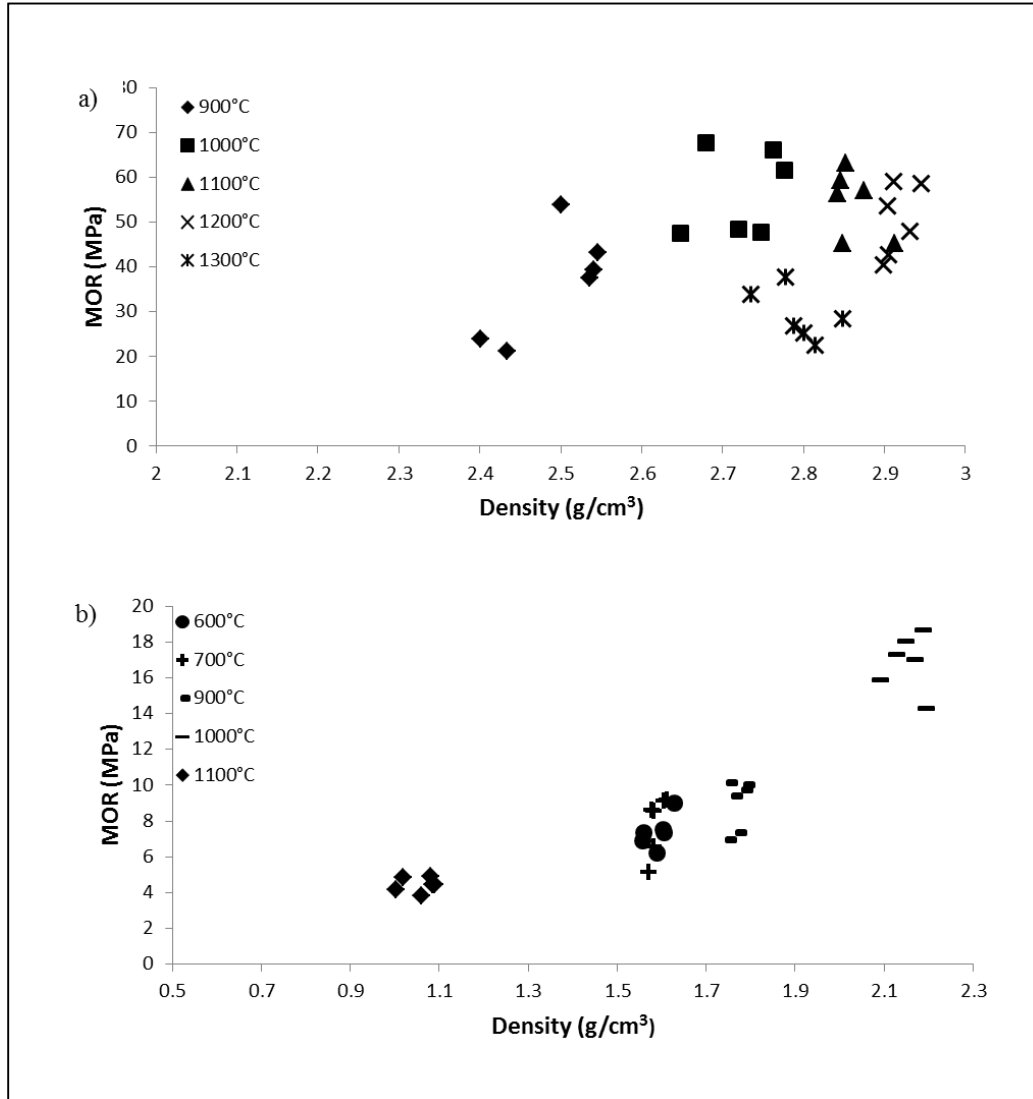 a)
80
70
60
50
40
30
20
10
0
MOR (MPa)
900°C
1000°C
1100°C
1200°C
1300°C
2 2.1 2.2 2.3 2.4 2.5 2.6 2.7 2.8 2.9 3
Density (g/cm³)
b)
20
18
16
14
12
10
8
6
4
2
0
MOR (MPa)
600°C
700°C
900°C
1000°C
1100°C
0.5 0.7 0.9 1.1 1.3 1.5 1.7 1.9 2.1 2.3
Density (g/cm³)